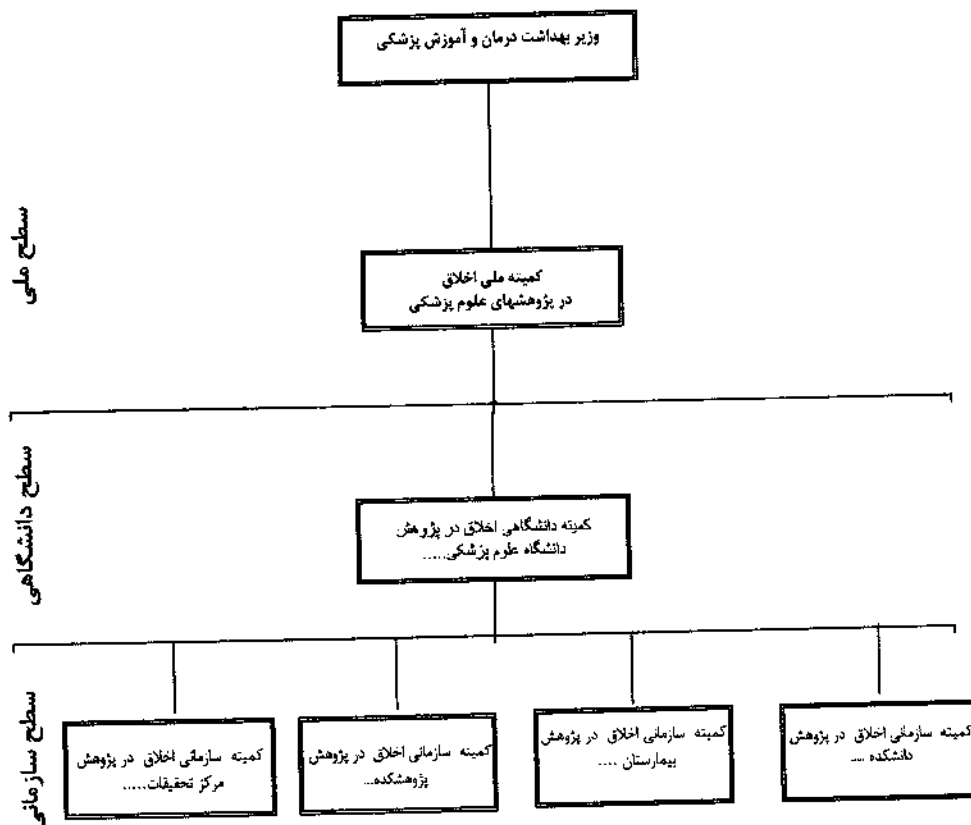 وزیر بهداشت درمان و آموزش پزشکی
سطح ملی
کمیته ملی اخلاق
در پژوهشهای علوم پزشکی
سطح دانشگاهی
کمیته دانشگاهی اخلاق در پژوهش
دانشگاه علوم پزشکی.....
سطح سازمانی
کمیته سازمانی اخلاق در پژوهش
دانشکده ....
کمیته سازمانی اخلاق در پژوهش
بیمارستان ....
کمیته سازمانی اخلاق در پژوهش
پژوهشکده...
کمیته سازمانی اخلاق در پژوهش
مرکز تحقیقات.....